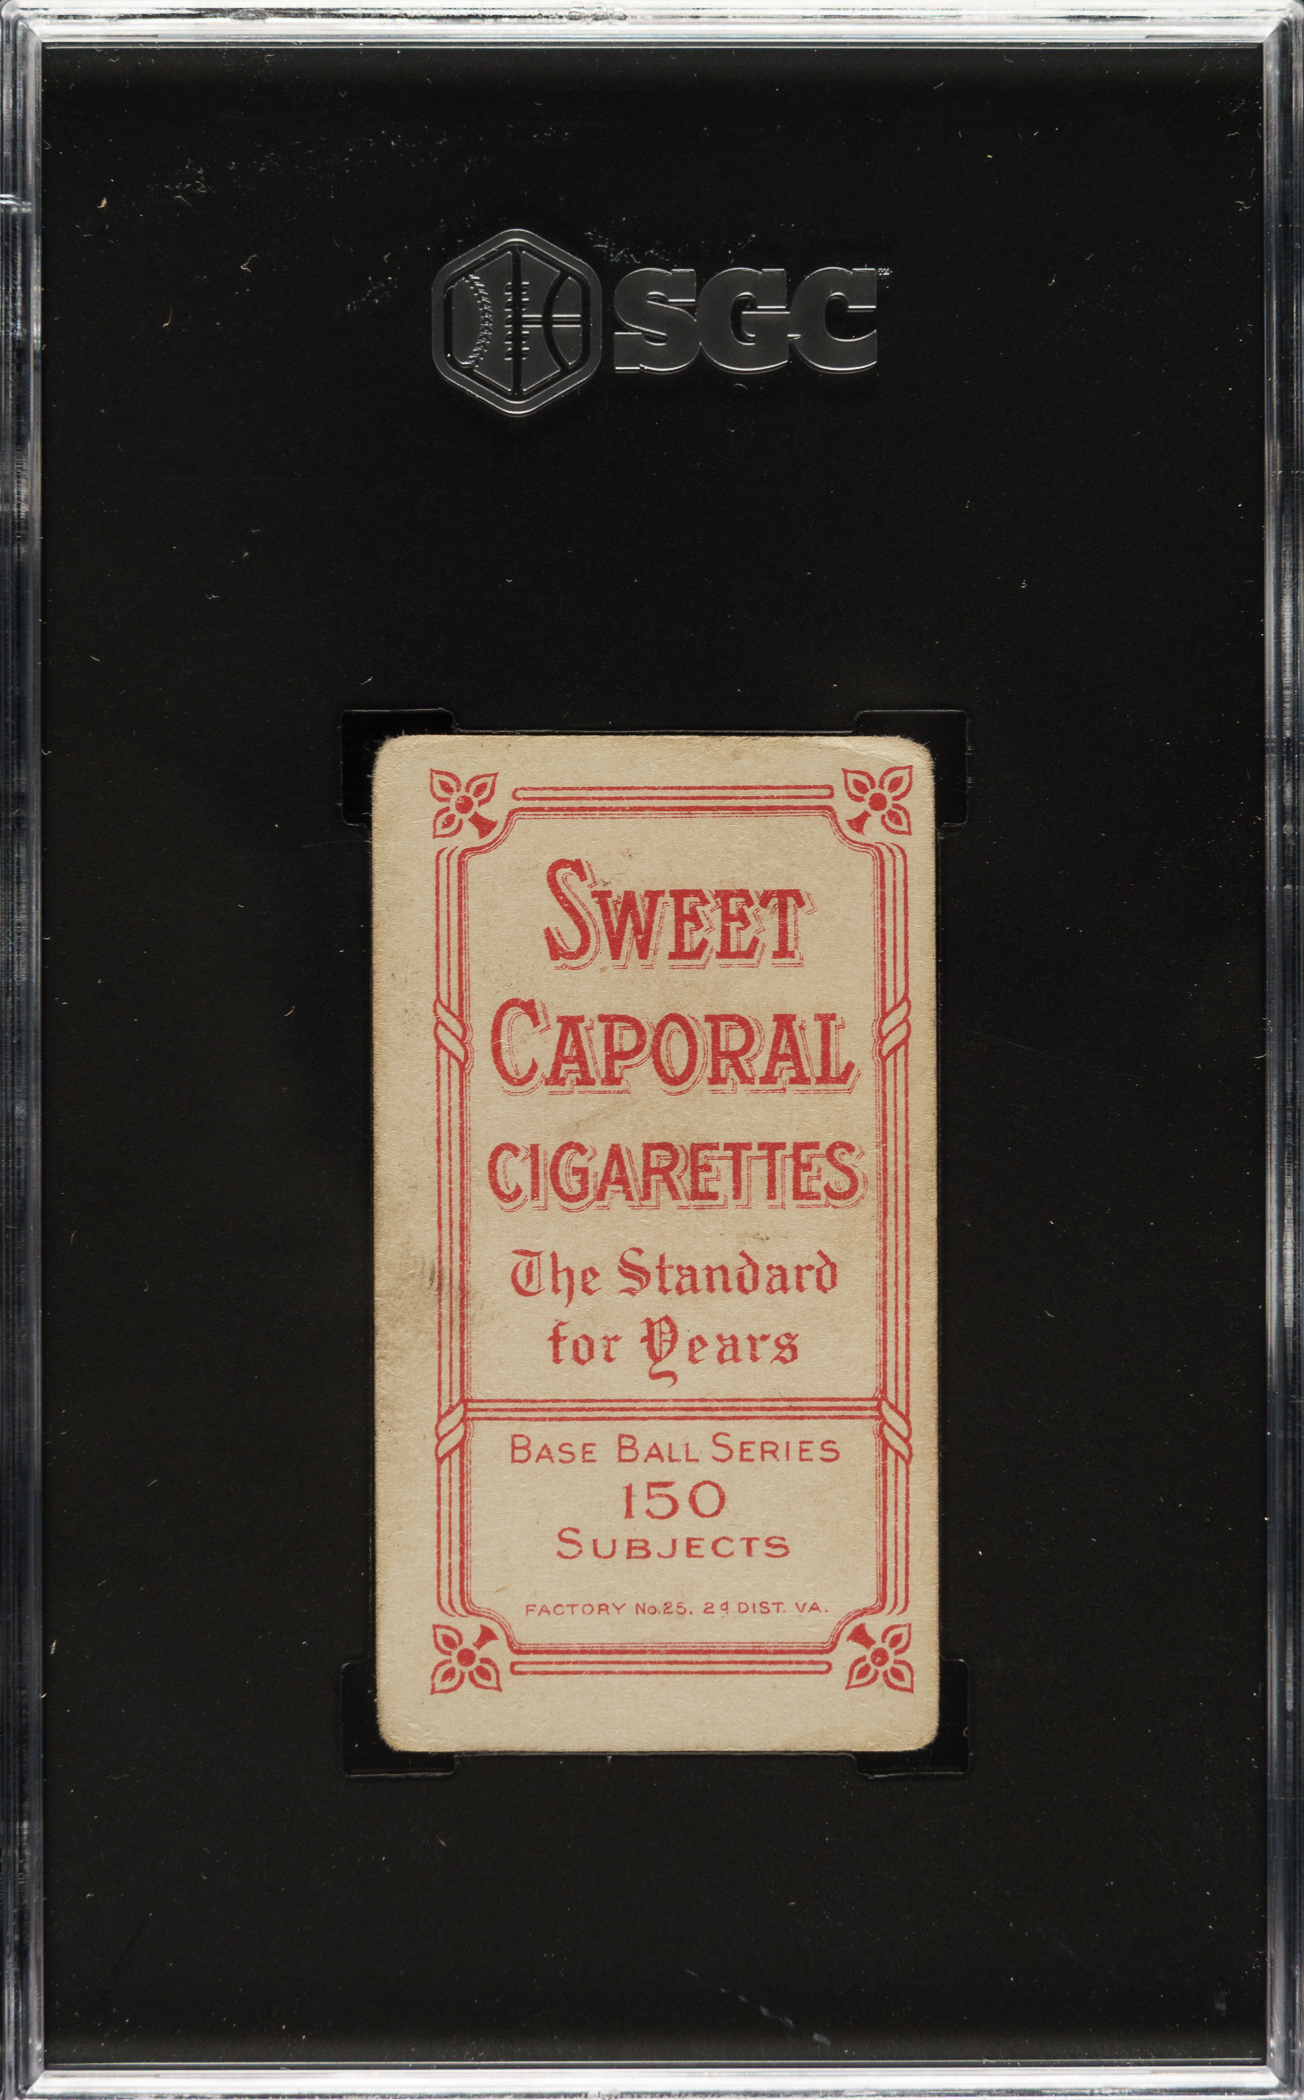 SGC
SWEET
CAPORAL
CIGARETTES
The Standard
for Years
BASE BALL SERIES
150
SUBJECTS
FACTORY No.25, 2d DIST. VA.